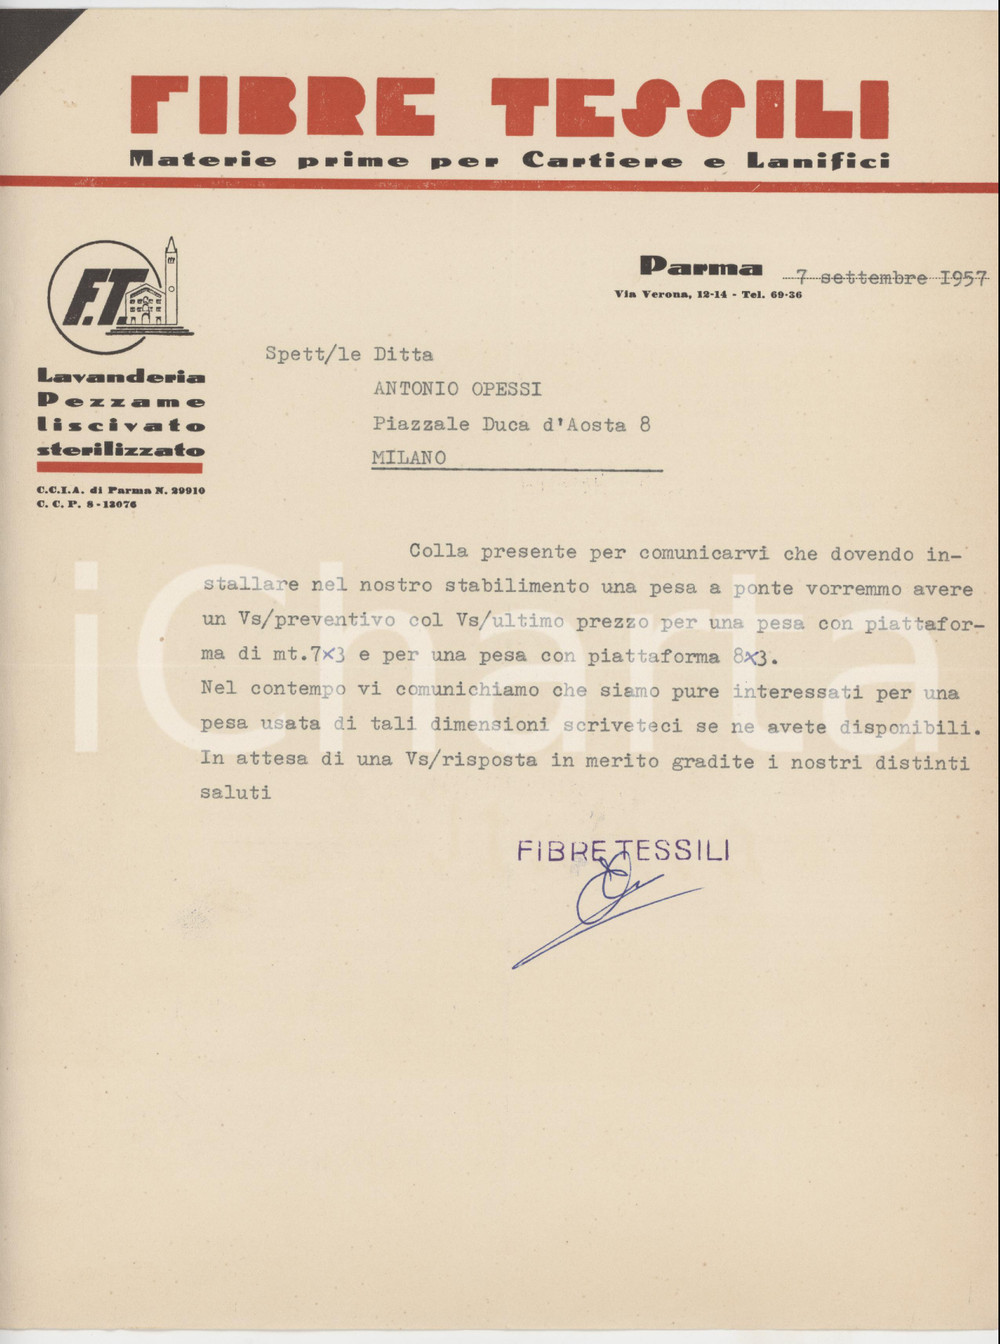 FIBRE TESSILI
Materie prime per Cartiere e Lanifici
F.T.
Lavanderia
Pezzame
liscivato
sterilizzato
C.C.I.A. di Parma N. 29910
C. C. P. 8-13076
Parma 7 settembre 1957
Via Verona, 12-14 - Tel. 69-36
Spett/le Ditta
ANTONIO OPESSI
Piazzale Duca d'Aosta 8
MILANO
Colla presente per comunicarvi che dovendo in-
stallare nel nostro stabilimento una pesa a ponte vorremmo avere
un Vs/preventivo col Vs/ultimo prezzo per una pesa con piattafor-
ma di mt.7x3 e per una pesa con piattaforma 8x3.
Nel contempo vi comunichiamo che siamo pure interessati per una
pesa usata di tali dimensioni scriveteci se ne avete disponibili.
In attesa di una Vs/risposta in merito gradite i nostri distinti
saluti
FIBRE TESSILI
iCharta